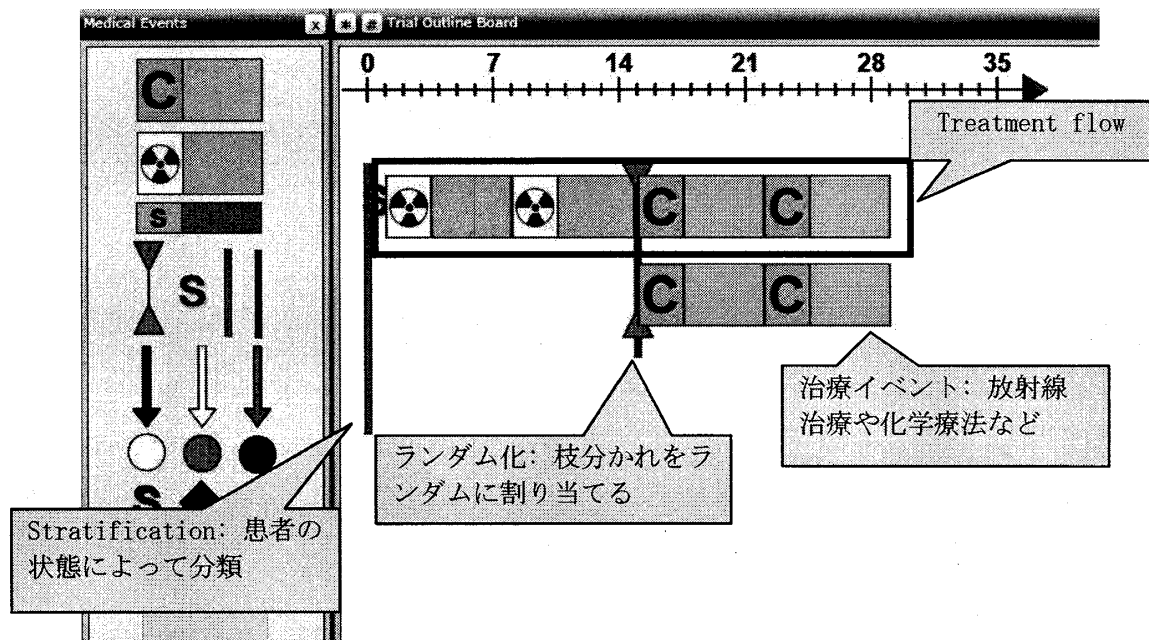 Medical Events
x
* # Trial Outline Board
0 7 14 21 28 35
C
Treatment flow
S
C C
S
S
C C
治療イベント: 放射線
治療や化学療法など
ランダム化: 枝分かれをラ
ンダムに割り当てる
S
Stratification: 患者の
状態によって分類